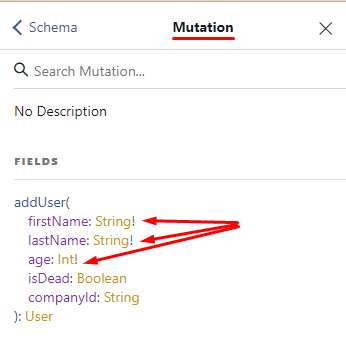 Schema
Mutation
Search Mutation...
No Description
FIELDS
addUser(
firstName: String!
lastName: String!
age: Int!
isDead: Boolean
companyId: String
): User